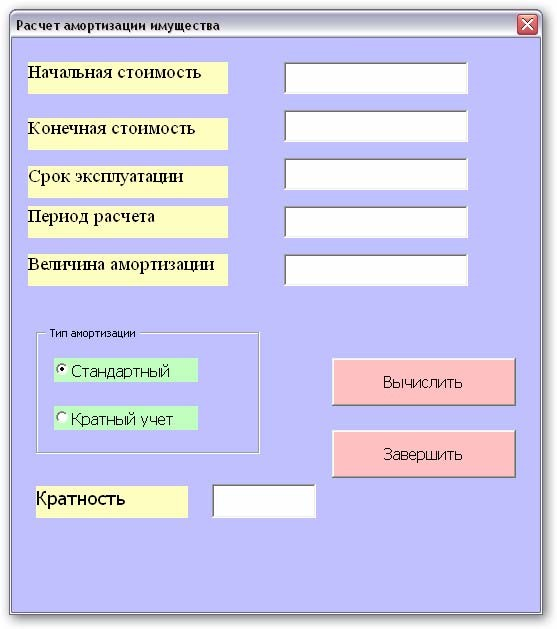 Расчет амортизации имущества
Начальная стоимость
Конечная стоимость
Срок эксплуатации
Период расчета
Величина амортизации
Тип амортизации
Стандартный
Кратный учет
Вычислить
Завершить
Кратность